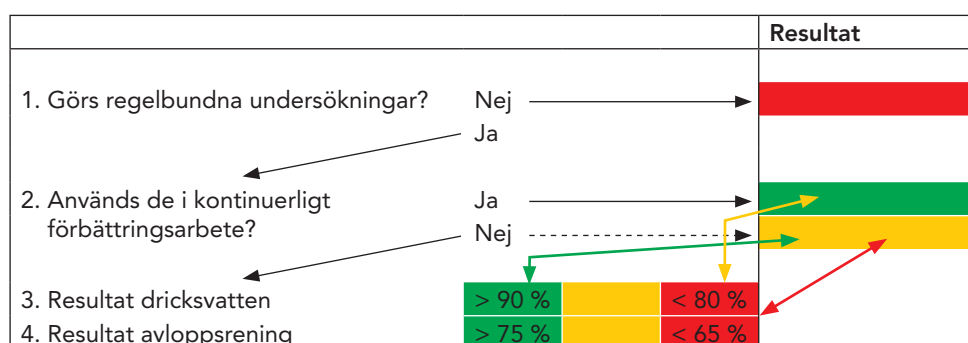 Resultat
1. Görs regelbundna undersökningar? Nej
Ja
2. Används de i kontinuerligt Ja
förbättringsarbete? Nej
3. Resultat dricksvatten > 90 % < 80 %
4. Resultat avloppsrening > 75 % < 65 %